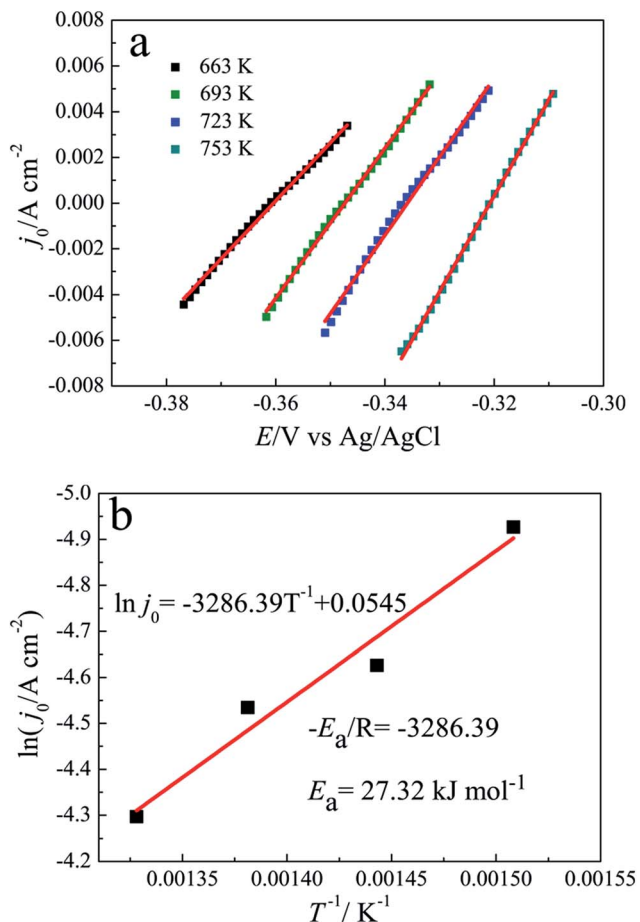 a
0.008
0.006
0.004
0.002
0.000
-0.002
-0.004
-0.006
-0.008
j₀/A cm⁻²
663 K
693 K
723 K
753 K
-0.38 -0.36 -0.34 -0.32 -0.30
E/V vs Ag/AgCl
b
-5.0
-4.9
-4.8
-4.7
-4.6
-4.5
-4.4
-4.3
-4.2
ln(j₀/A cm⁻²)
ln j₀= -3286.39T⁻¹+0.0545
-Eₐ/R= -3286.39
Eₐ= 27.32 kJ mol⁻¹
0.00135 0.00140 0.00145 0.00150 0.00155
T⁻¹/ K⁻¹